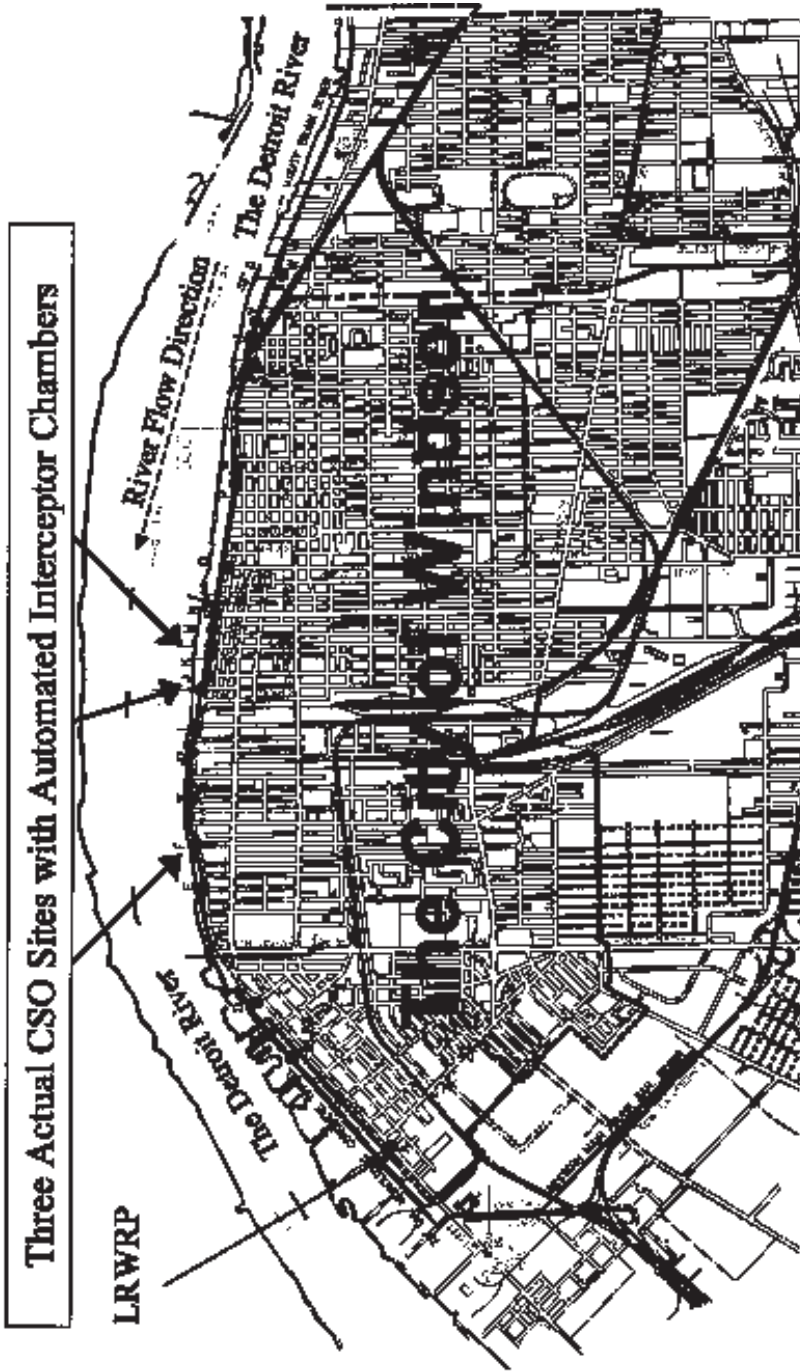 Three Actual CSO Sites with Automated Interceptor Chambers
LRWRP
The Detroit River
River Flow Direction
The Detroit River
The City of Windsor